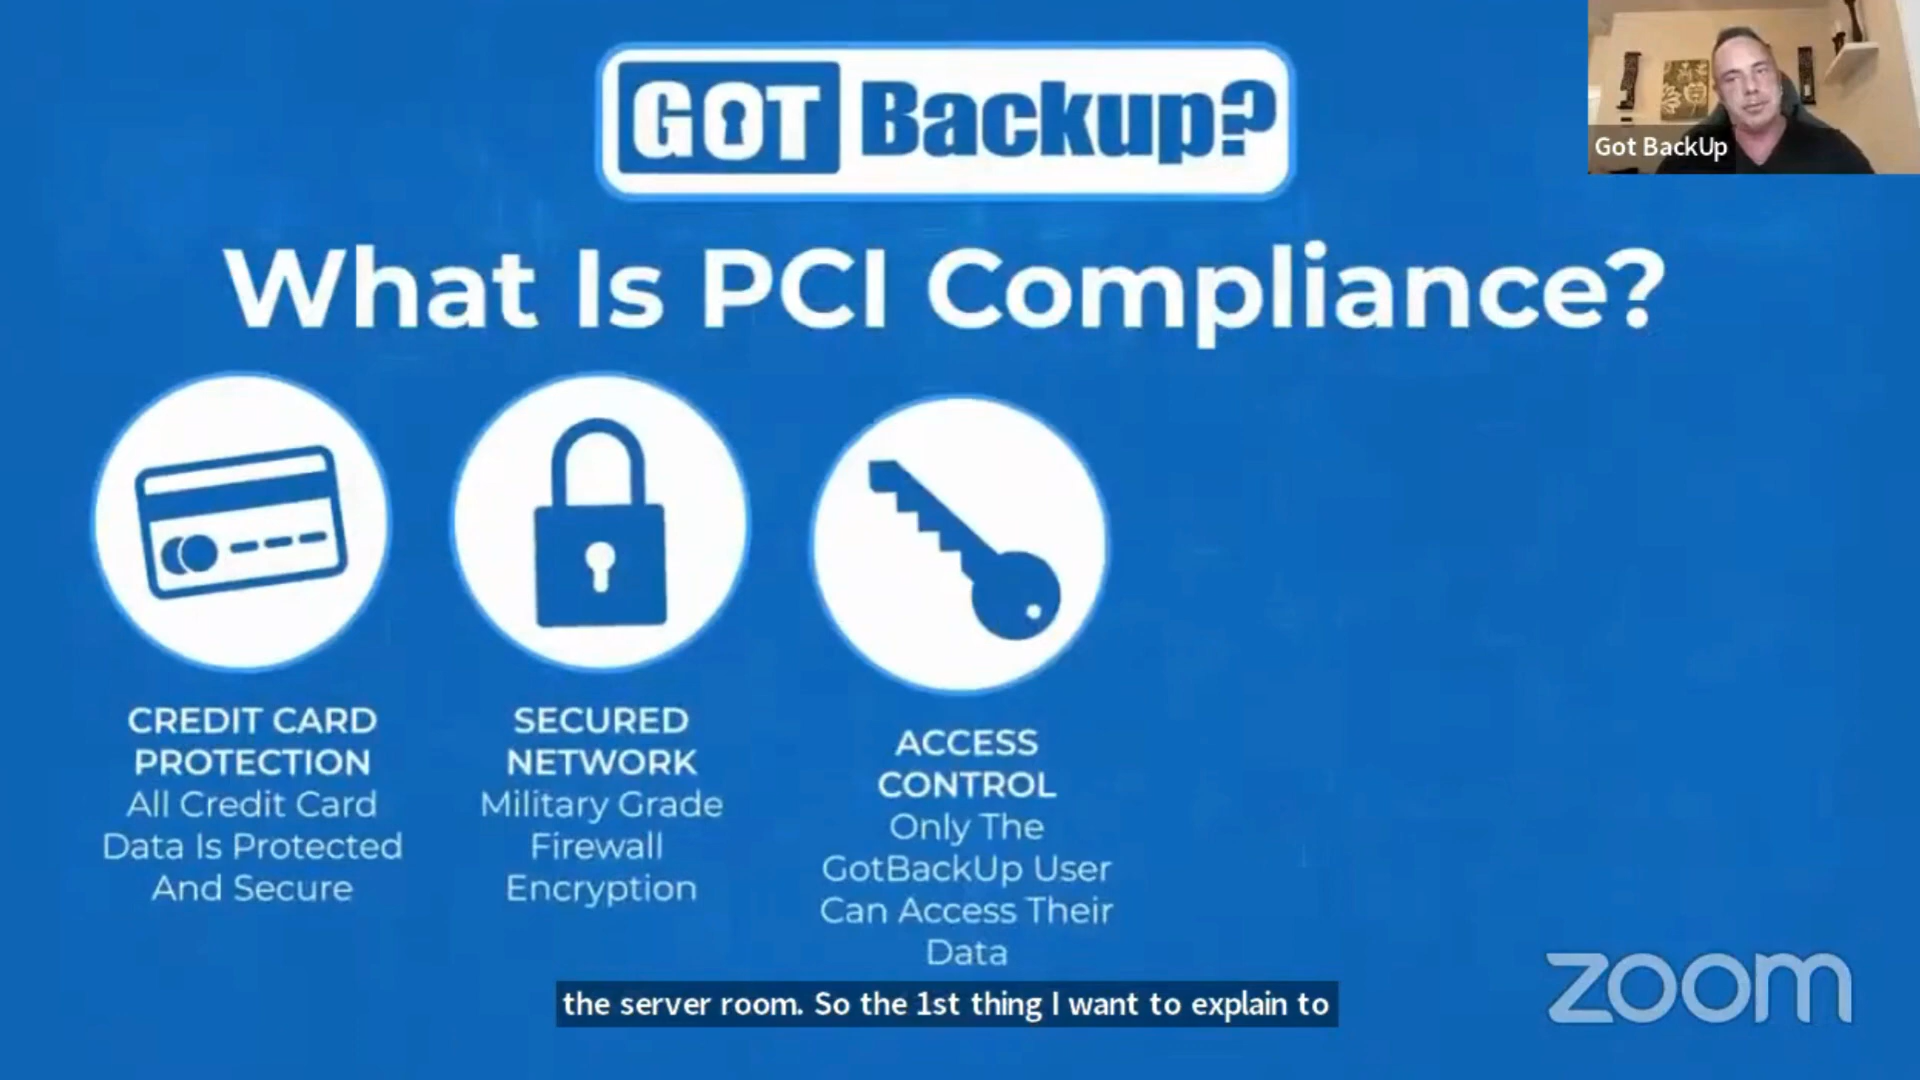 GOT Backup?
Got BackUp
What Is PCI Compliance?
CREDIT CARD
PROTECTION
All Credit Card
Data Is Protected
And Secure
SECURED
NETWORK
Military Grade
Firewall
Encryption
ACCESS
CONTROL
Only The
GotBackUp User
Can Access Their
Data
the server room. So the 1st thing I want to explain to
zoom